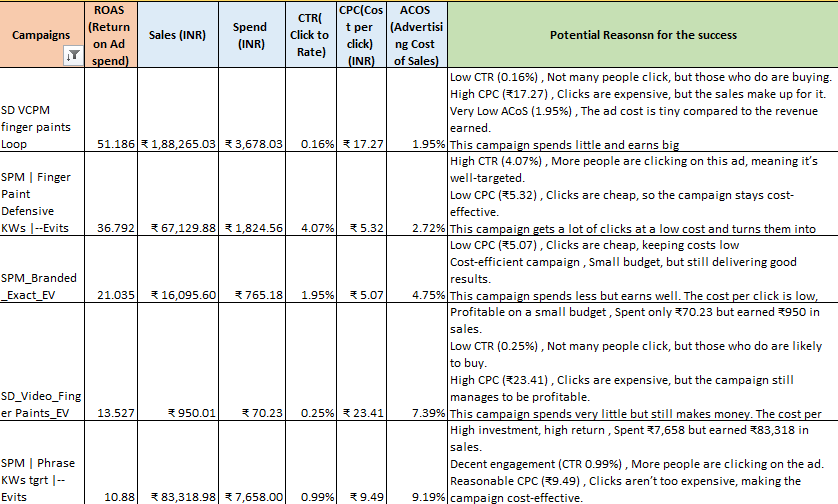 Campaigns
ROAS
(Return
on Ad
spend)
Sales (INR)
Spend
(INR)
CTR(
Click to
Rate)
CPC(Cos
t per
click)
(INR)
ACOS
(Advertisi
ng Cost
of Sales)
Potential Reasonsn for the success
SD VCPM
finger paints
Loop
51.186
₹ 1,88,265.03
₹ 3,678.03
0.16%
₹ 17.27
1.95%
Low CTR (0.16%) , Not many people click, but those who do are buying.
High CPC (₹17.27) , Clicks are expensive, but the sales make up for it.
Very Low ACoS (1.95%) , The ad cost is tiny compared to the revenue
earned.
This campaign spends little and earns big
SPM | Finger
Paint
Defensive
KWs |--Evits
36.792
₹ 67,129.88
₹ 1,824.56
4.07%
₹ 5.32
2.72%
High CTR (4.07%) , More people are clicking on this ad, meaning it's
well-targeted.
Low CPC (₹5.32) , Clicks are cheap, so the campaign stays cost-
effective.
This campaign gets a lot of clicks at a low cost and turns them into
SPM_Branded
_Exact_EV
21.035
₹ 16,095.60
₹ 765.18
1.95%
₹ 5.07
4.75%
Low CPC (₹5.07) , Clicks are cheap, keeping costs low
Cost-efficient campaign , Small budget, but still delivering good
results.
This campaign spends less but earns well. The cost per click is low,
SD_Video_Fing
er Paints_EV
13.527
₹ 950.01
₹ 70.23
0.25%
₹ 23.41
7.39%
Profitable on a small budget , Spent only ₹70.23 but earned ₹950 in
sales.
Low CTR (0.25%) , Not many people click, but those who do are likely
to buy.
High CPC (₹23.41) , Clicks are expensive, but the campaign still
manages to be profitable.
This campaign spends very little but still makes money. The cost per
SPM | Phrase
KWs tgrt |--
Evits
10.88
₹ 83,318.98
₹ 7,658.00
0.99%
₹ 9.49
9.19%
High investment, high return , Spent ₹7,658 but earned ₹83,318 in
sales.
Decent engagement (CTR 0.99%) , More people are clicking on the ad.
Reasonable CPC (₹9.49) , Clicks aren't too expensive, making the
campaign cost-effective.